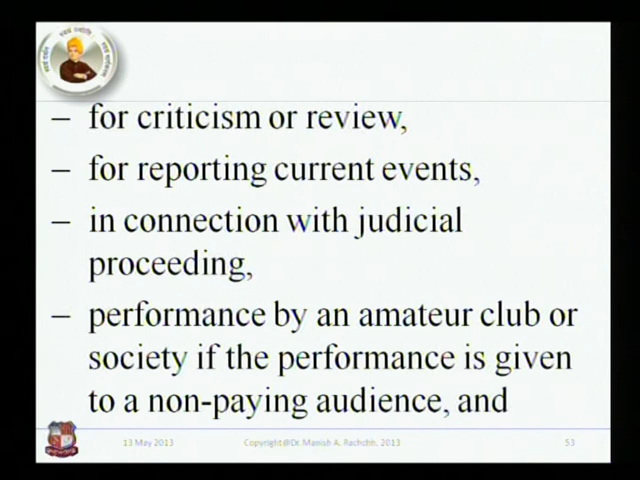 – for criticism or review,
– for reporting current events,
– in connection with judicial
proceeding,
– performance by an amateur club or
society if the performance is given
to a non-paying audience, and
13 May 2013 Copyright@Dr. Manish A. Rachchh, 2013 53